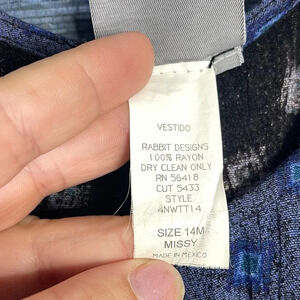 VESTIDO
RABBIT DESIGNS
100% RAYON
DRY CLEAN ONLY
RN 56418
CUT 5433
STYLE
4NWTT14
SIZE 14M
MISSY
MADE IN MEXICO